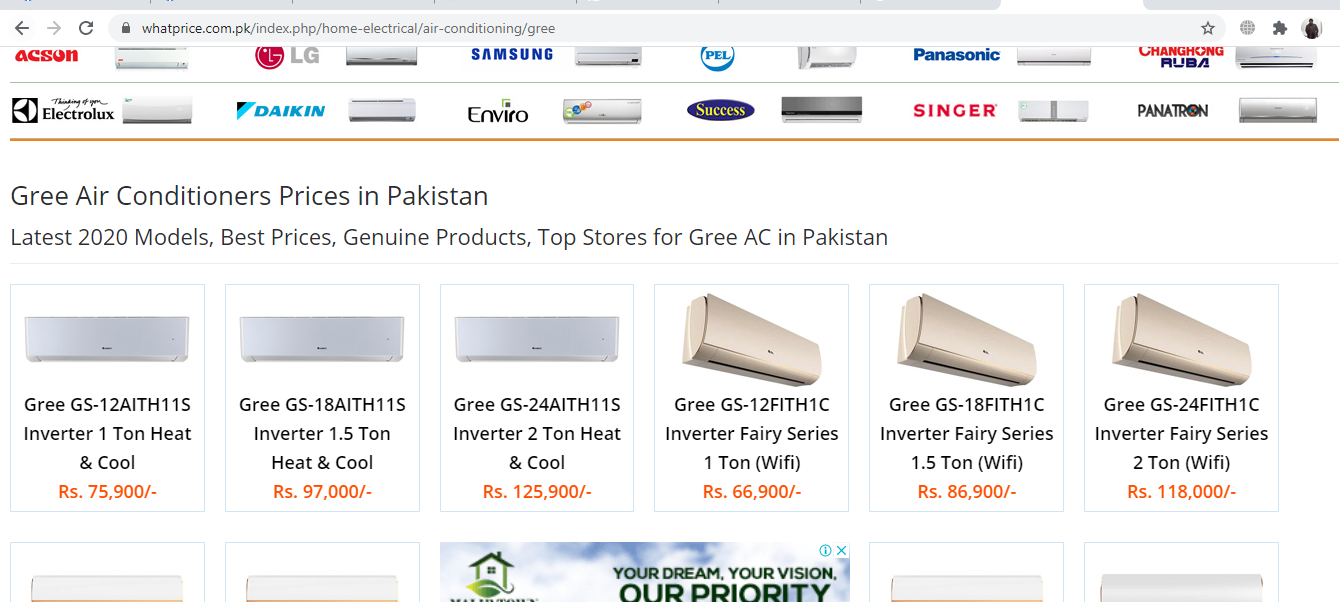 whatprice.com.pk/index.php/home-electrical/air-conditioning/gree
acson LG SAMSUNG PEL Panasonic CHANGHONG RUBA
Thinking of you
Electrolux DAIKIN Enviro Success SINGER PANATRON
Gree Air Conditioners Prices in Pakistan
Latest 2020 Models, Best Prices, Genuine Products, Top Stores for Gree AC in Pakistan
Gree GS-12AITH11S
Inverter 1 Ton Heat
& Cool
Rs. 75,900/-
Gree GS-18AITH11S
Inverter 1.5 Ton
Heat & Cool
Rs. 97,000/-
Gree GS-24AITH11S
Inverter 2 Ton Heat
& Cool
Rs. 125,900/-
Gree GS-12FITH1C
Inverter Fairy Series
1 Ton (Wifi)
Rs. 66,900/-
Gree GS-18FITH1C
Inverter Fairy Series
1.5 Ton (Wifi)
Rs. 86,900/-
Gree GS-24FITH1C
Inverter Fairy Series
2 Ton (Wifi)
Rs. 118,000/-
YOUR DREAM, YOUR VISION,
OUR PRIORITY